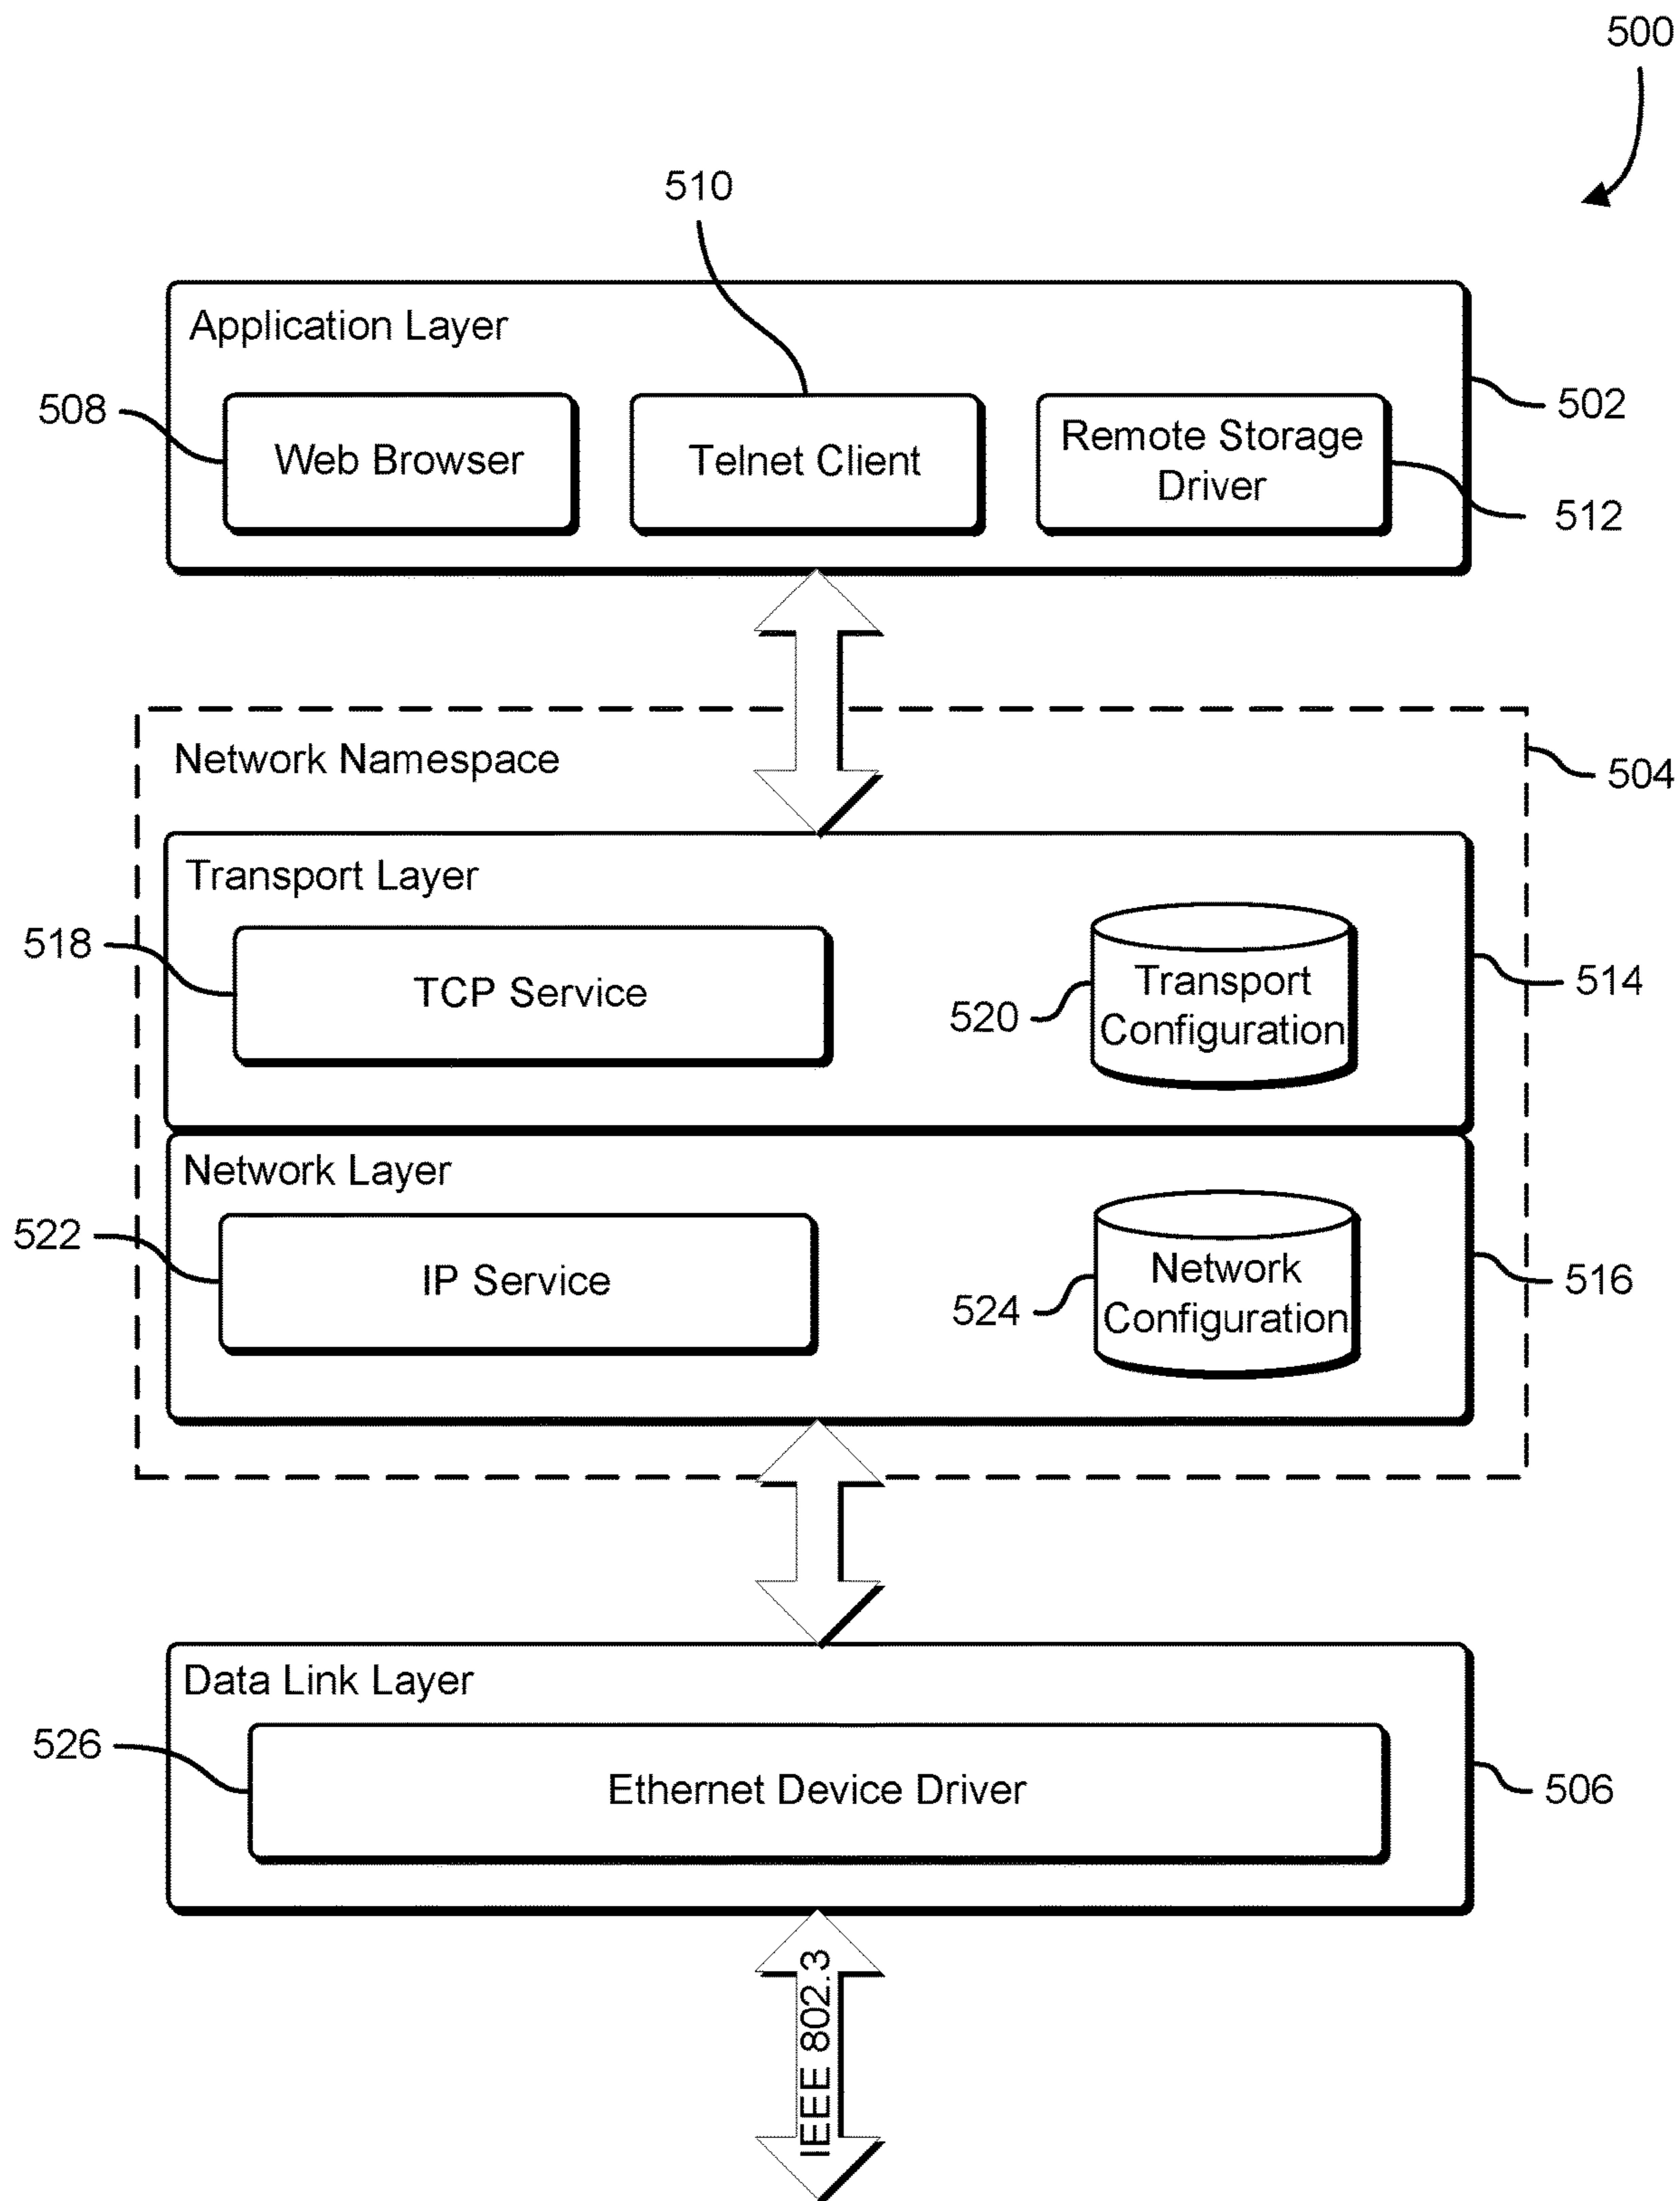 500
510
Application Layer
508
Web Browser
Telnet Client
Remote Storage
Driver
502
512
Network Namespace
504
Transport Layer
518
TCP Service
520
Transport
Configuration
514
Network Layer
522
IP Service
524
Network
Configuration
516
Data Link Layer
526
Ethernet Device Driver
506
IEEE 802.3